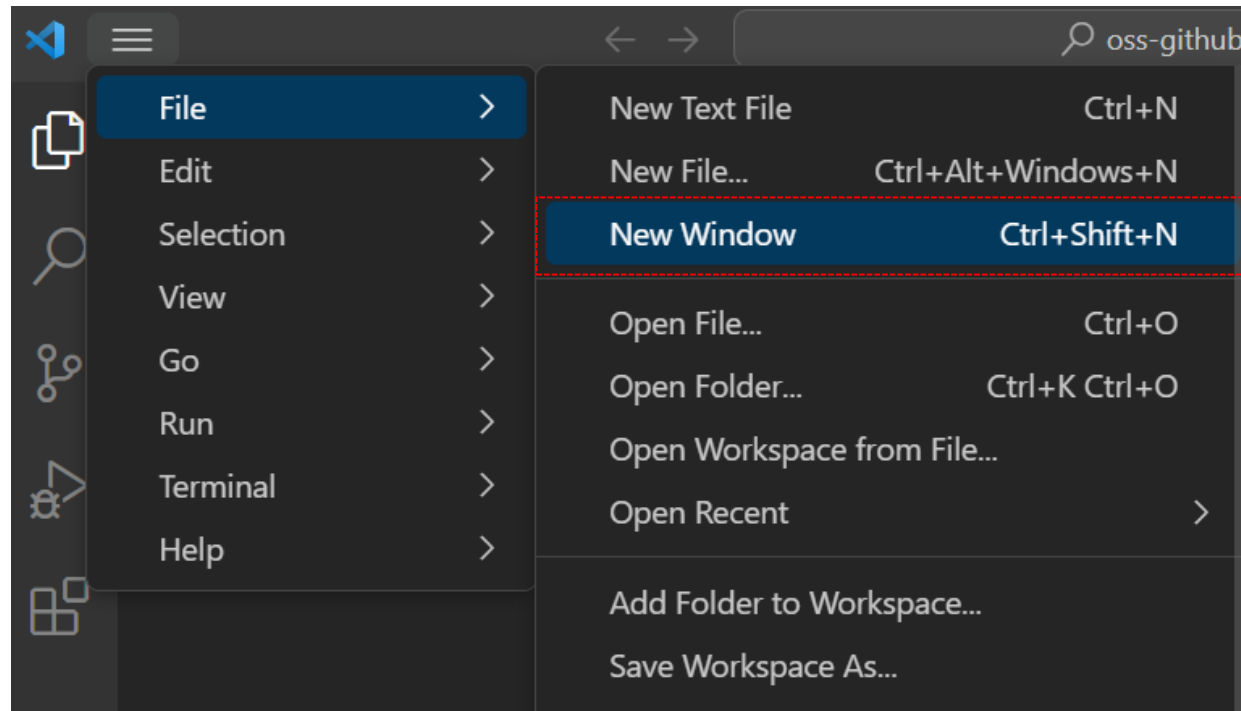 oss-github
File
Edit
Selection
View
Go
Run
Terminal
Help
New Text File Ctrl+N
New File... Ctrl+Alt+Windows+N
New Window Ctrl+Shift+N
Open File... Ctrl+O
Open Folder... Ctrl+K Ctrl+O
Open Workspace from File...
Open Recent
Add Folder to Workspace...
Save Workspace As...